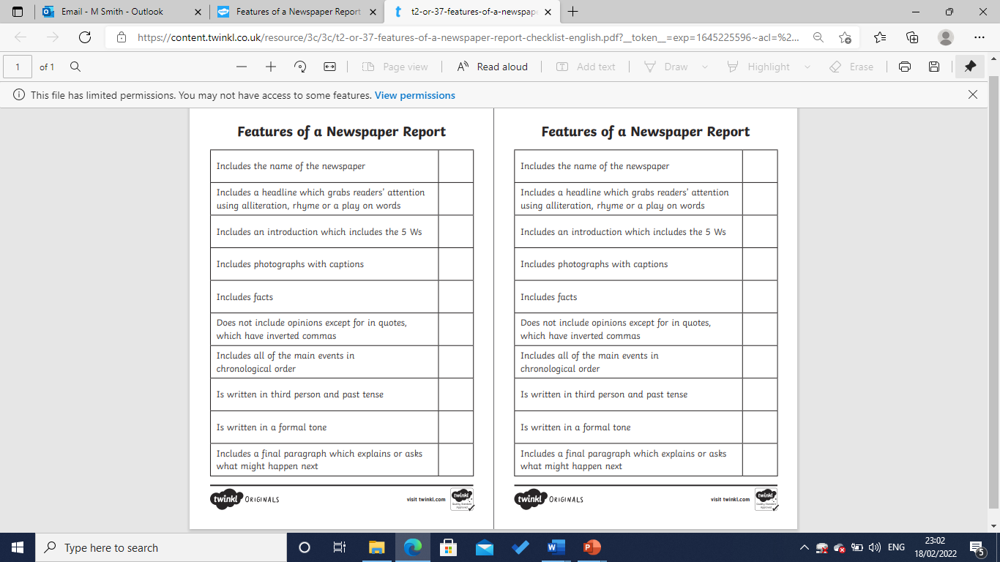 Email - M Smith - Outlook
Features of a Newspaper Report
t2-or-37-features-of-a-newspape
https://content.twinkl.co.uk/resource/3c/3c/t2-or-37-features-of-a-newspaper-report-checklist-english.pdf?__token__=exp=1645225596~acl=%2...
1 of 1
Page view
Read aloud
Add text
Draw
Highlight
Erase
This file has limited permissions. You may not have access to some features. View permissions
Features of a Newspaper Report
Includes the name of the newspaper
Includes a headline which grabs readers' attention
using alliteration, rhyme or a play on words
Includes an introduction which includes the 5 Ws
Includes photographs with captions
Includes facts
Does not include opinions except for in quotes,
which have inverted commas
Includes all of the main events in
chronological order
Is written in third person and past tense
Is written in a formal tone
Includes a final paragraph which explains or asks
what might happen next
twinkl ORIGINALS
visit twinkl.com
twinkl
Quality Standard
Approved
Features of a Newspaper Report
Includes the name of the newspaper
Includes a headline which grabs readers' attention
using alliteration, rhyme or a play on words
Includes an introduction which includes the 5 Ws
Includes photographs with captions
Includes facts
Does not include opinions except for in quotes,
which have inverted commas
Includes all of the main events in
chronological order
Is written in third person and past tense
Is written in a formal tone
Includes a final paragraph which explains or asks
what might happen next
twinkl ORIGINALS
visit twinkl.com
twinkl
Quality Standard
Approved
Type here to search
ENG
23:02
18/02/2022
5